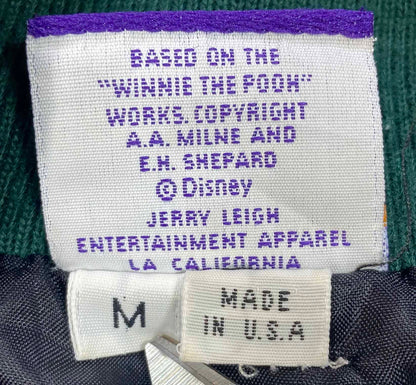 BASED ON THE
"WINNIE THE POOH"
WORKS, COPYRIGHT
A.A. MILNE AND
E.H. SHEPARD
© Disney
JERRY LEIGH
ENTERTAINMENT APPAREL
LA CALIFORNIA
M
MADE
IN U.S.A